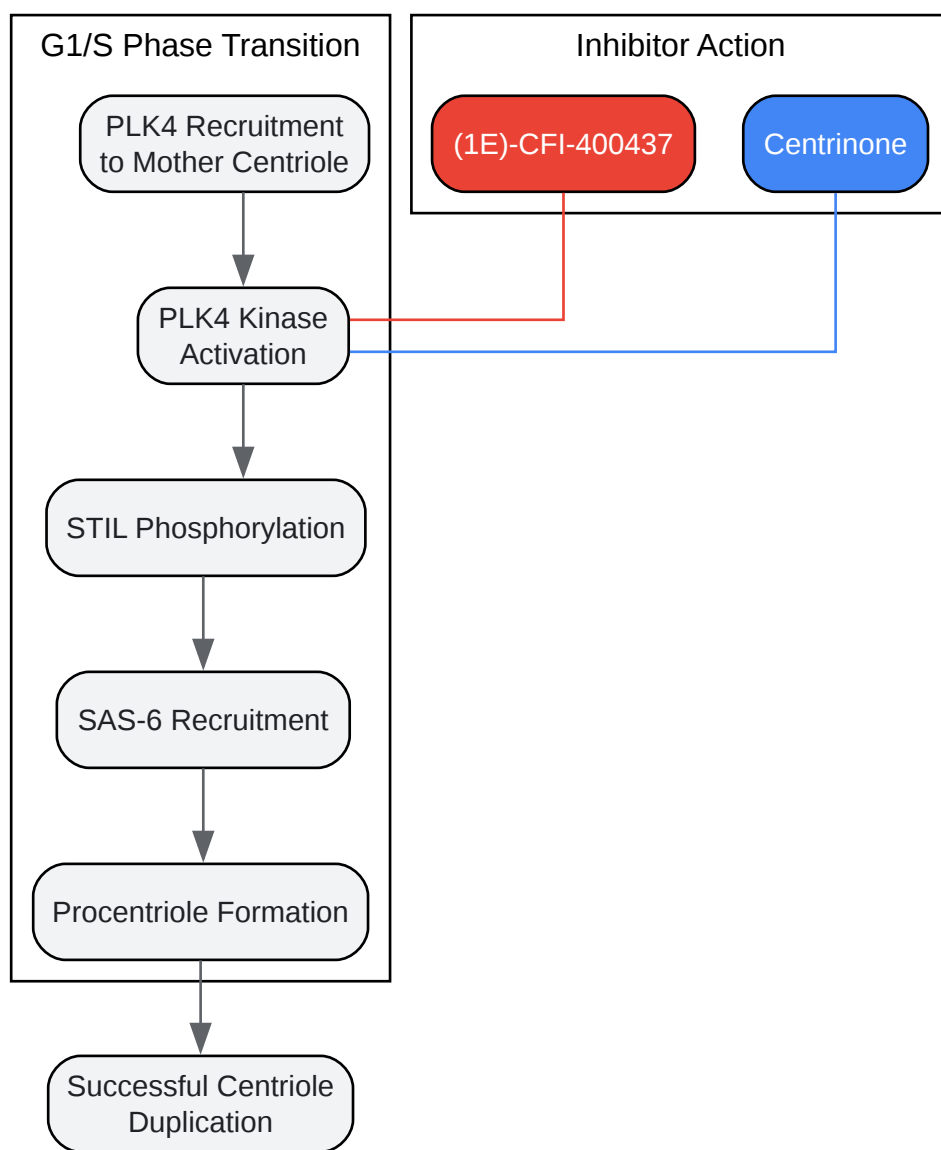 G1/S Phase Transition
PLK4 Recruitment
to Mother Centriole
PLK4 Kinase
Activation
STIL Phosphorylation
SAS-6 Recruitment
Procentriole Formation
Successful Centriole
Duplication
Inhibitor Action
(1E)-CFI-400437
Centrinone